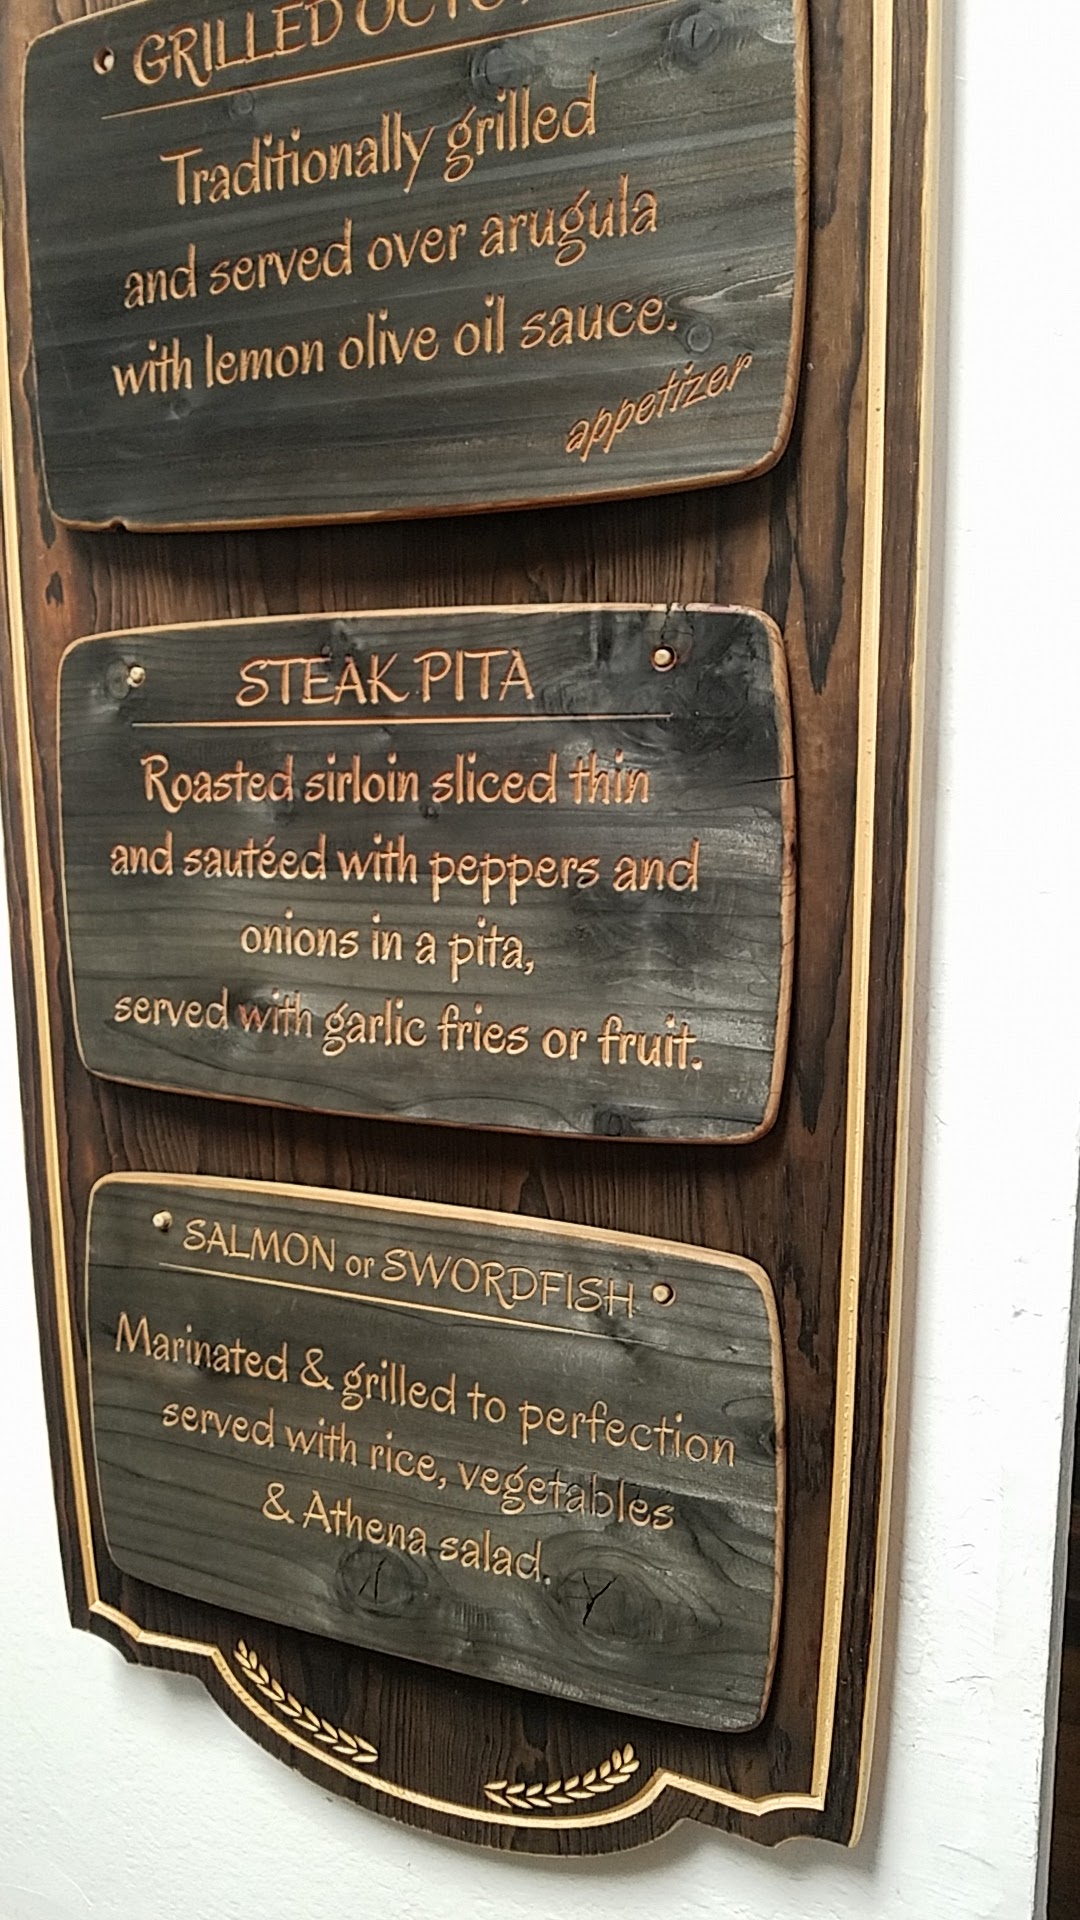 GRILLED
Traditionally grilled
and served over arugula
with lemon olive oil sauce.
appetizer
STEAK PITA
Roasted sirloin sliced thin
and sautéed with peppers and
onions in a pita,
served with garlic fries or fruit.
SALMON or SWORDFISH
Marinated & grilled to perfection
served with rice, vegetables
& Athena salad.